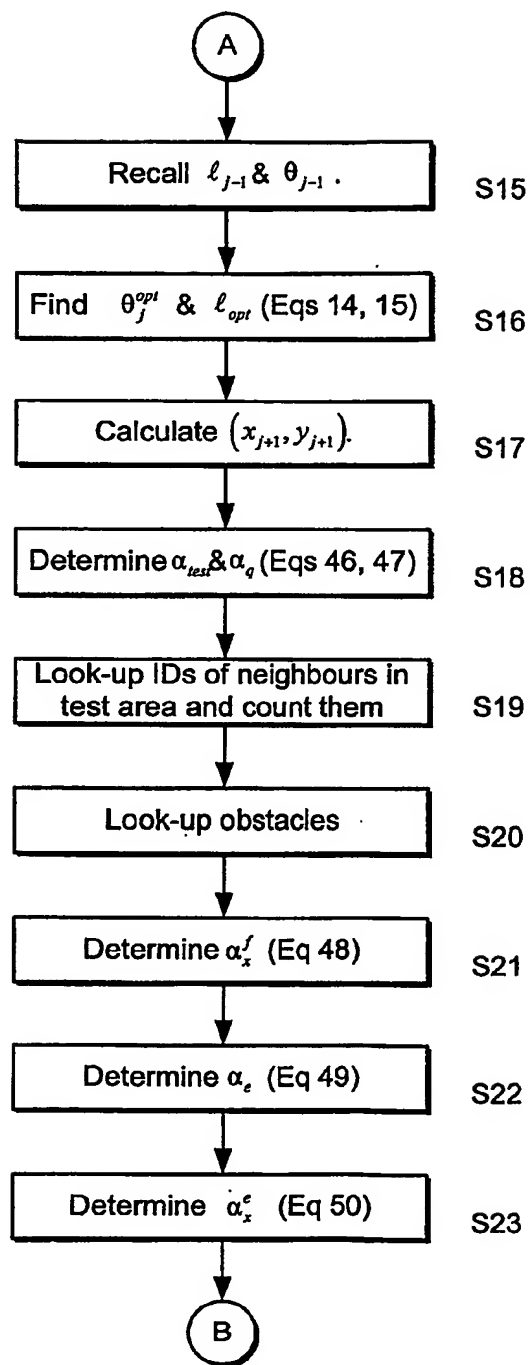 A
Recall ℓ_{j−1} & θ_{j−1} .
S15
Find θ_j^{opt} & ℓ_{opt} (Eqs 14, 15)
S16
Calculate (x_{j+1}, y_{j+1}).
S17
Determine α_{test} & α_q (Eqs 46, 47)
S18
Look-up IDs of neighbours in
test area and count them
S19
Look-up obstacles
S20
Determine α_x^f (Eq 48)
S21
Determine α_e (Eq 49)
S22
Determine α_x^e (Eq 50)
S23
B